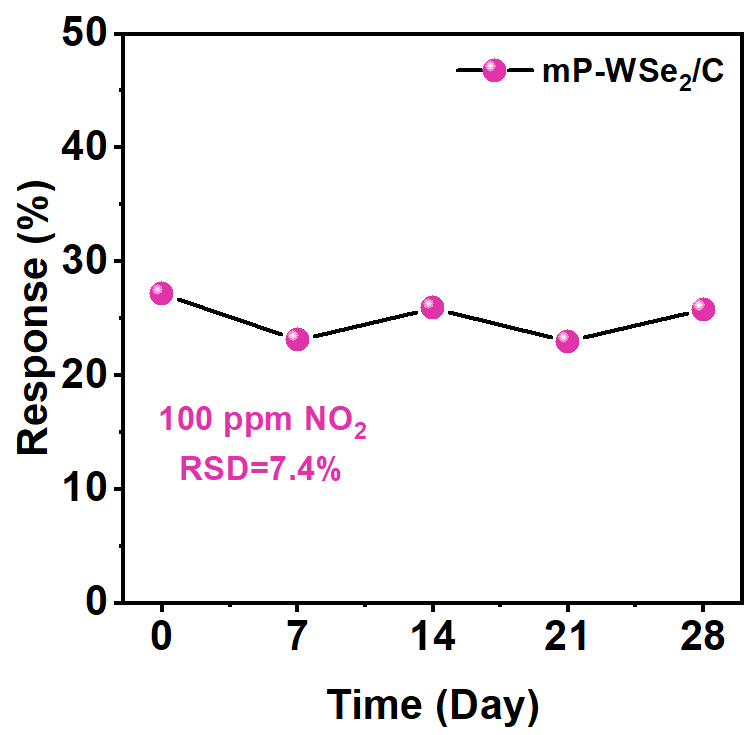 50
40
30
20
10
0
Response (%)
mP-WSe₂/C
100 ppm NO₂
RSD=7.4%
0 7 14 21 28
Time (Day)